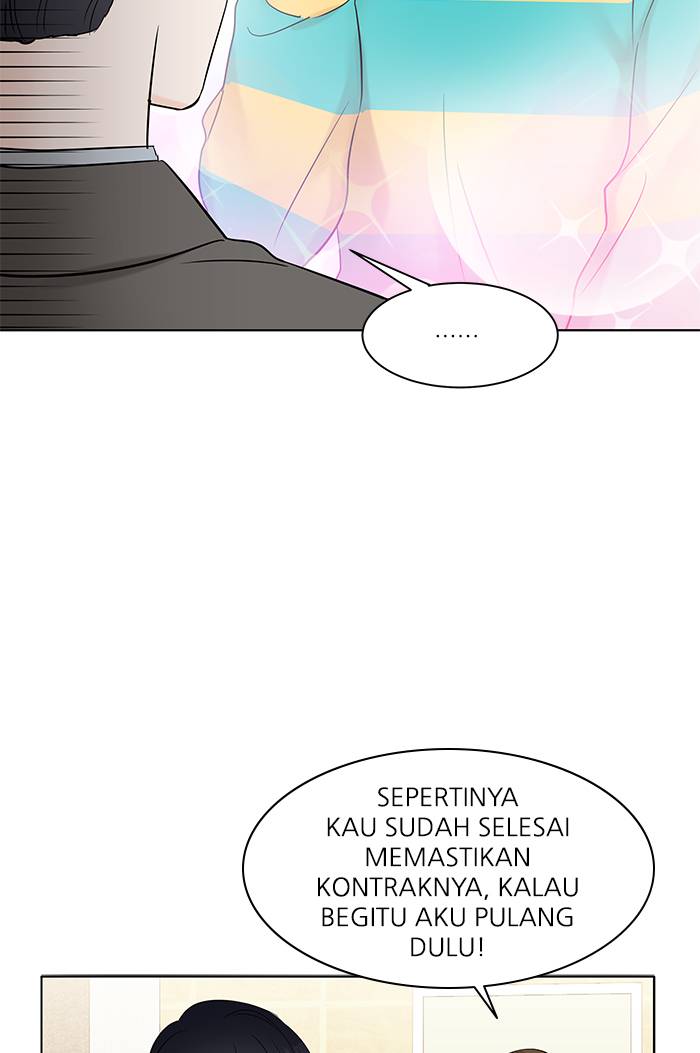 ......
SEPERTINYA
KAU SUDAH SELESAI
MEMASTIKAN
KONTRAKNYA, KALAU
BEGITU AKU PULANG
DULU!